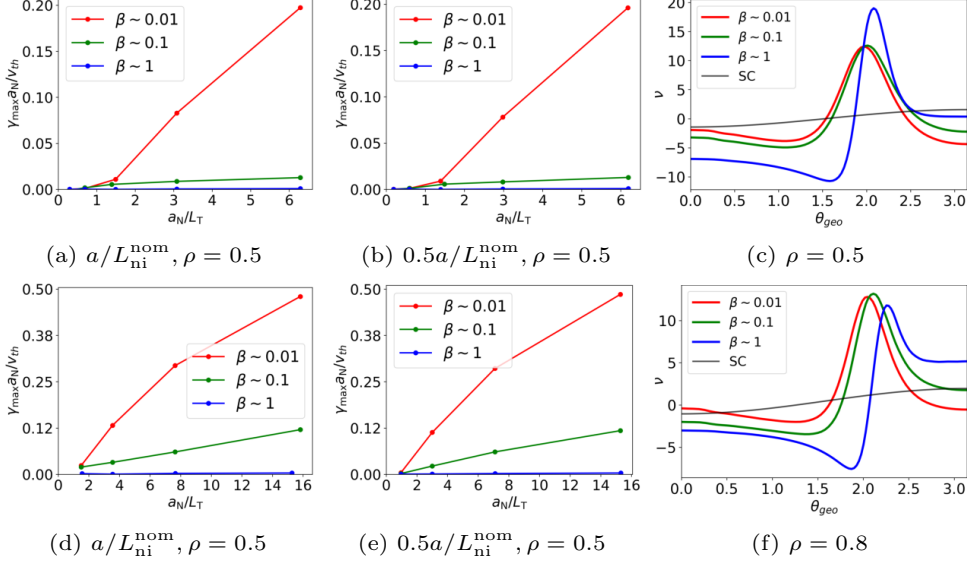 0.20
0.15
0.10
0.05
0.00
γmax aN/vth
β ∼ 0.01
β ∼ 0.1
β ∼ 1
0 1 2 3 4 5 6
aN/LT
(a) a/L_ni^nom, ρ = 0.5
0.20
0.15
0.10
0.05
0.00
γmax aN/vth
β ∼ 0.01
β ∼ 0.1
β ∼ 1
0 1 2 3 4 5 6
aN/LT
(b) 0.5a/L_ni^nom, ρ = 0.5
20
15
10
5
0
−5
−10
ν
β ∼ 0.01
β ∼ 0.1
β ∼ 1
SC
0.0 0.5 1.0 1.5 2.0 2.5 3.0
θgeo
(c) ρ = 0.5
0.50
0.38
0.25
0.12
0.00
γmax aN/vth
β ∼ 0.01
β ∼ 0.1
β ∼ 1
0 2 4 6 8 10 12 14 16
aN/LT
(d) a/L_ni^nom, ρ = 0.5
0.50
0.38
0.25
0.12
0.00
γmax aN/vth
β ∼ 0.01
β ∼ 0.1
β ∼ 1
0 2 4 6 8 10 12 14 16
aN/LT
(e) 0.5a/L_ni^nom, ρ = 0.5
10
5
0
−5
ν
β ∼ 0.01
β ∼ 0.1
β ∼ 1
SC
0.0 0.5 1.0 1.5 2.0 2.5 3.0
θgeo
(f) ρ = 0.8